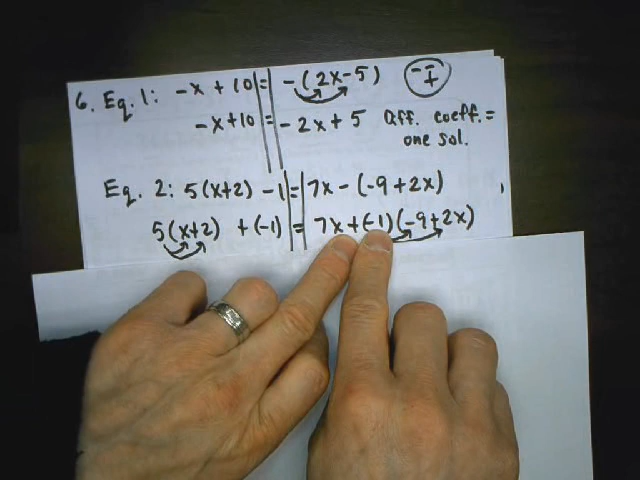 6. Eq. 1: -x + 10 = -(2x-5) --+
-x+10 = -2x + 5 Diff. coeff. =
one sol.
Eq. 2: 5(x+2) -1 = 7x - (-9 + 2x)
5(x+2) + (-1) = 7x + (-1)(-9+2x)